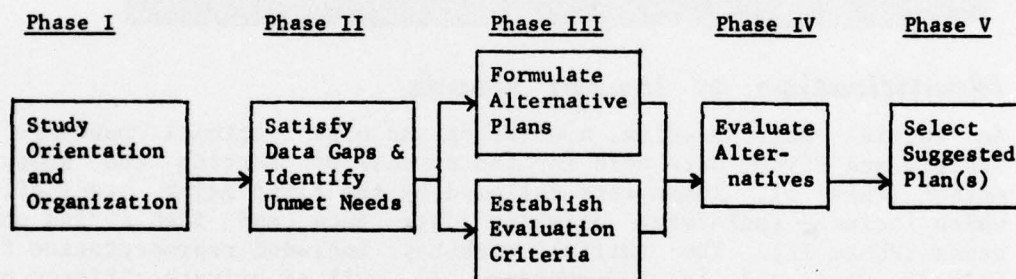 Phase I
Phase II
Phase III
Phase IV
Phase V
Study
Orientation
and
Organization
Satisfy
Data Gaps &
Identify
Unmet Needs
Formulate
Alternative
Plans
Establish
Evaluation
Criteria
Evaluate
Alter-
natives
Select
Suggested
Plan(s)